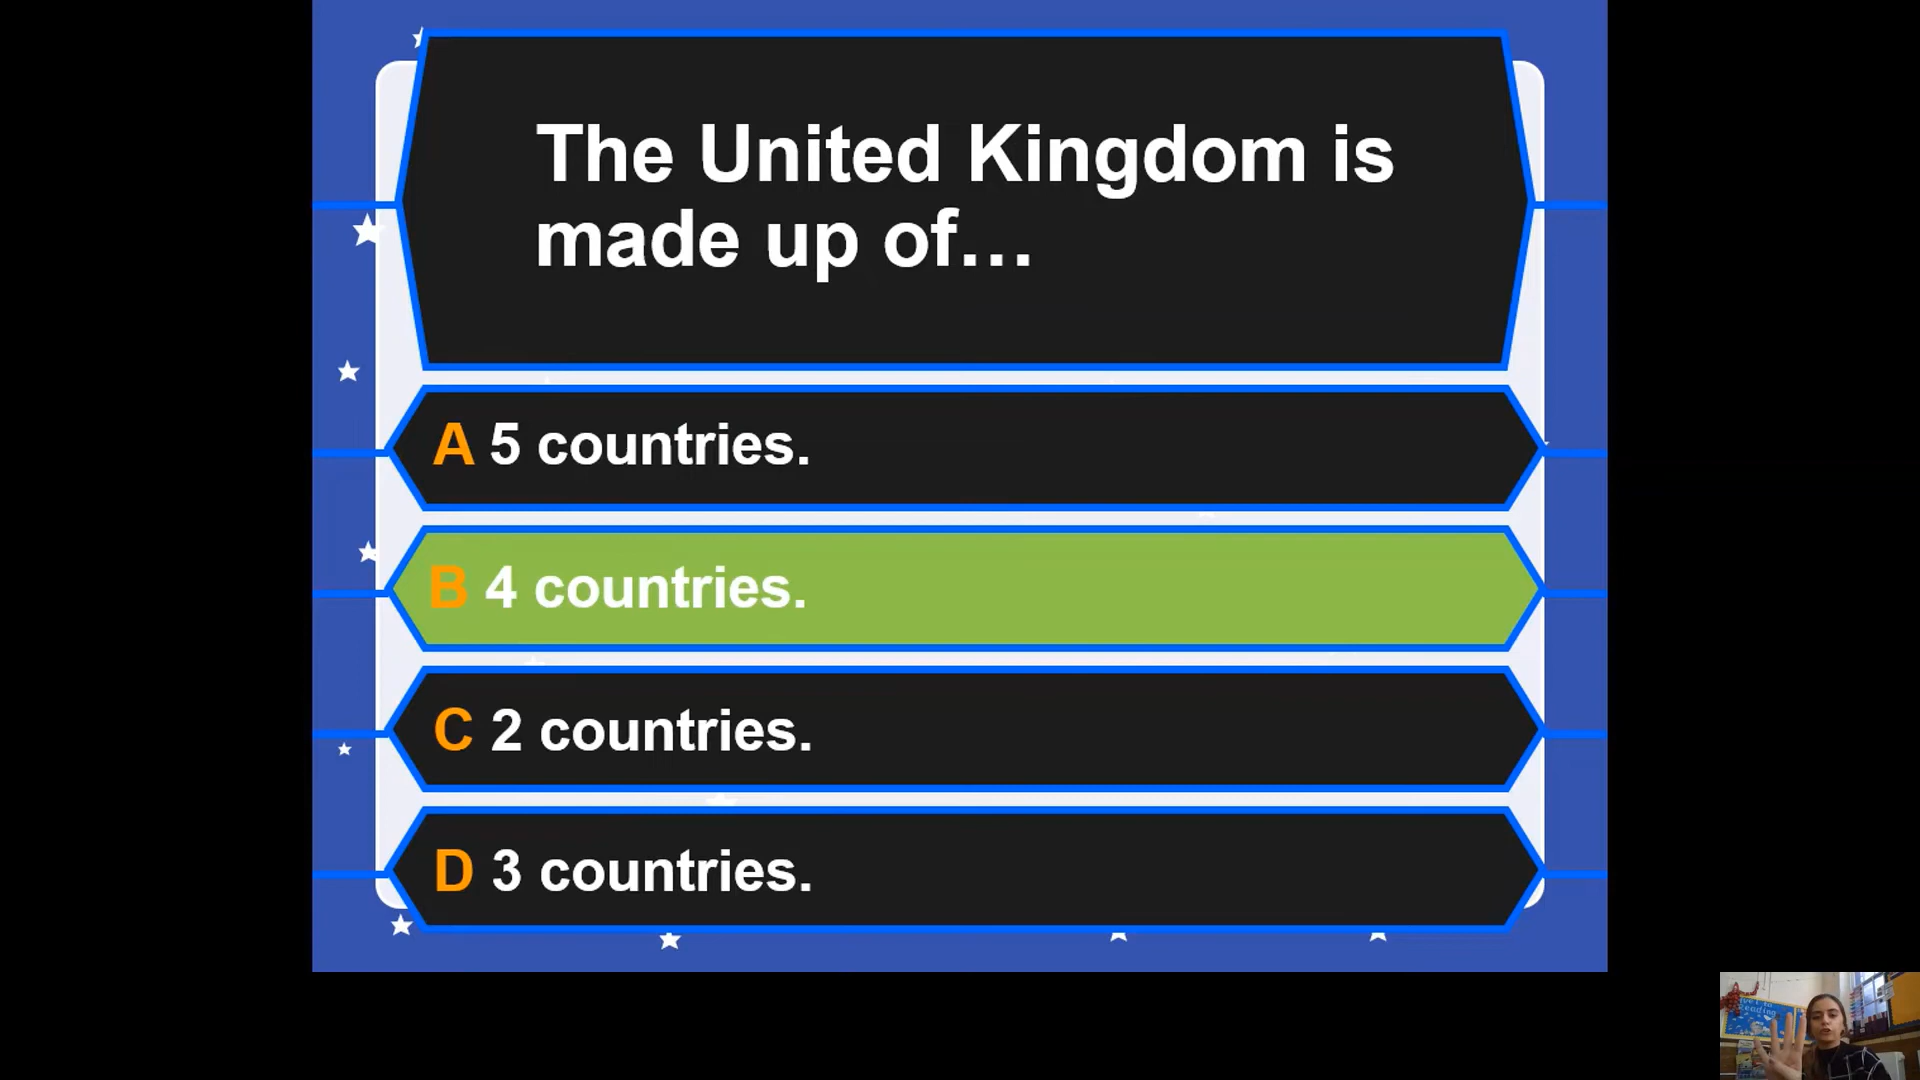 The United Kingdom is
made up of…
A 5 countries.
B 4 countries.
C 2 countries.
D 3 countries.